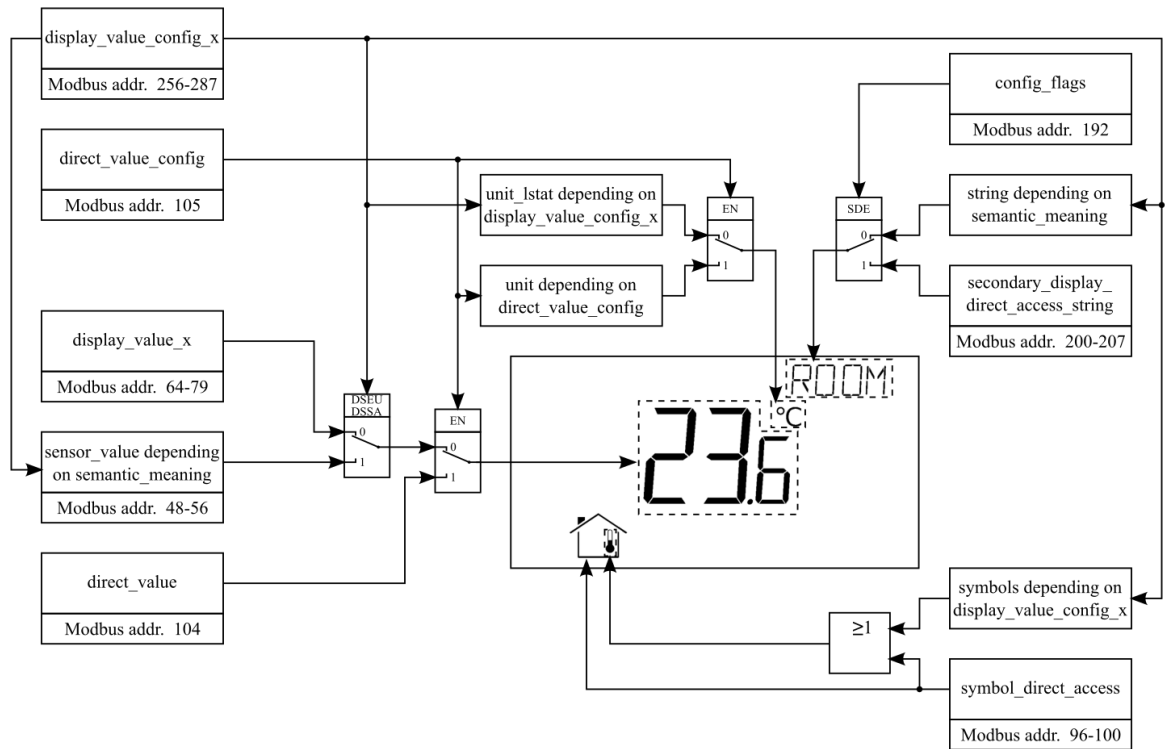 display_value_config_x
Modbus addr. 256-287
config_flags
Modbus addr. 192
direct_value_config
Modbus addr. 105
unit_lstat depending on
display_value_config_x
EN
0
1
SDE
0
1
string depending on
semantic_meaning
unit depending on
direct_value_config
secondary_display_
direct_access_string
Modbus addr. 200-207
display_value_x
Modbus addr. 64-79
DSEU
DSSA
0
1
EN
0
1
ROOM
°C
23.6
sensor_value depending
on semantic_meaning
Modbus addr. 48-56
direct_value
Modbus addr. 104
symbols depending on
display_value_config_x
≥1
symbol_direct_access
Modbus addr. 96-100